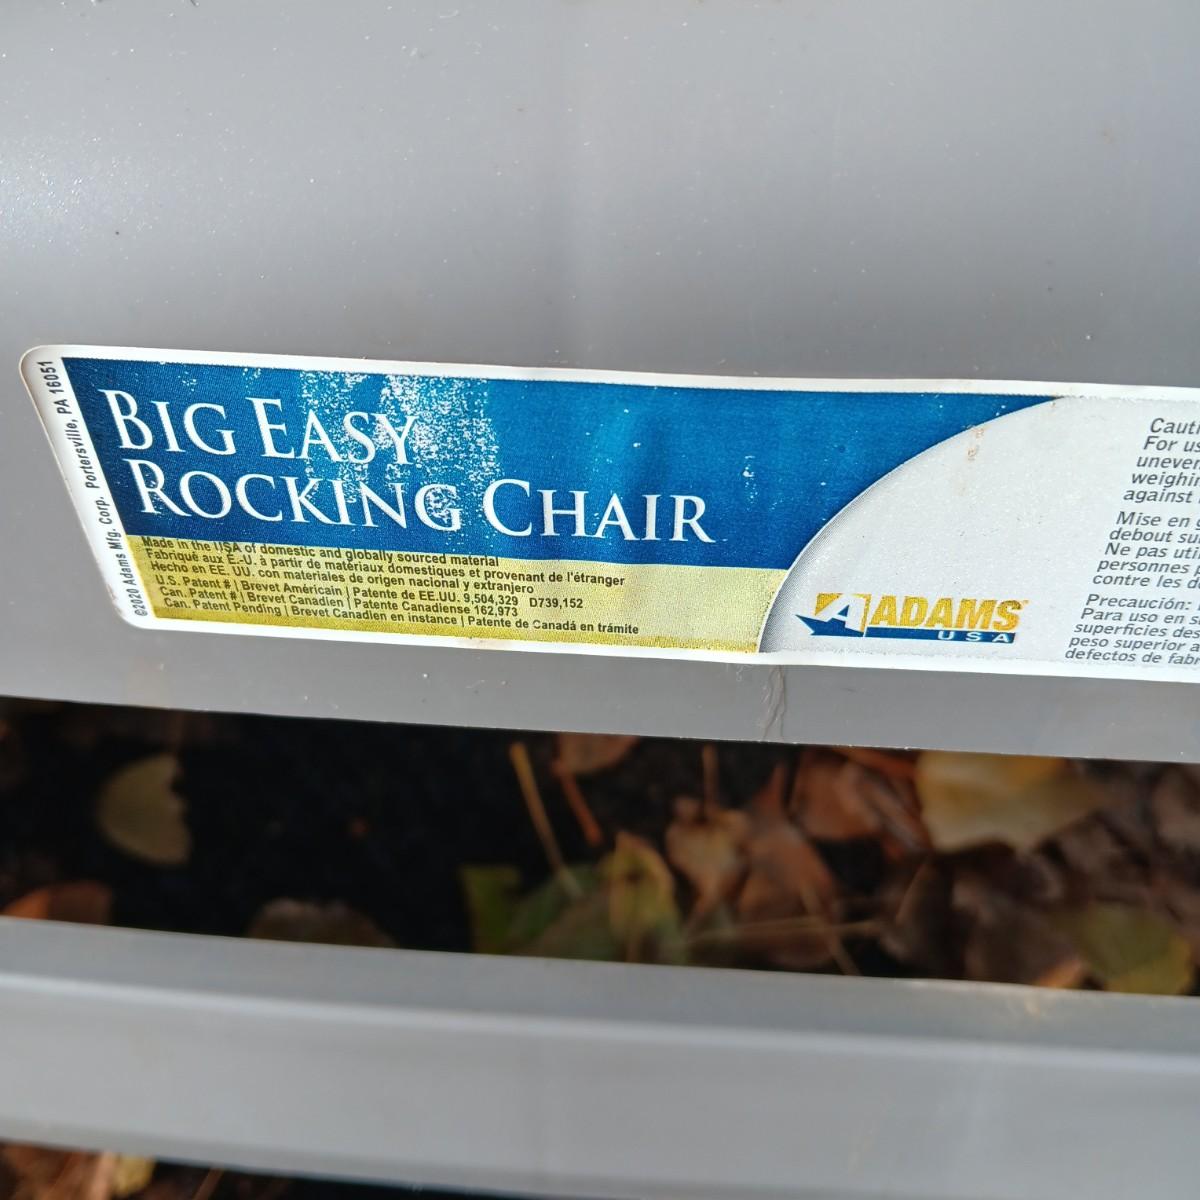 ©2020 Adams Mfg. Corp. Portersville, PA 16051
BIG EASY
ROCKING CHAIR
Made in the USA of domestic and globally sourced material
Fabriqué aux É.-U. à partir de matériaux domestiques et provenant de l'étranger
Hecho en EE. UU. con materiales de origen nacional y extranjero
U.S. Patent # | Brevet Américain | Patente de EE.UU. 9,504,329 D739,152
Can. Patent # | Brevet Canadien | Patente Canadiense 162,973
Can. Patent Pending | Brevet Canadien en instance | Patente de Canadá en trámite
ADAMS
USA
Cauti
For us
uneven
weighin
against
Mise en g
debout sur
Ne pas util
personnes p
contre les d
Precaución:
Para uso en su
superficies des
peso superior a
defectos de fabr